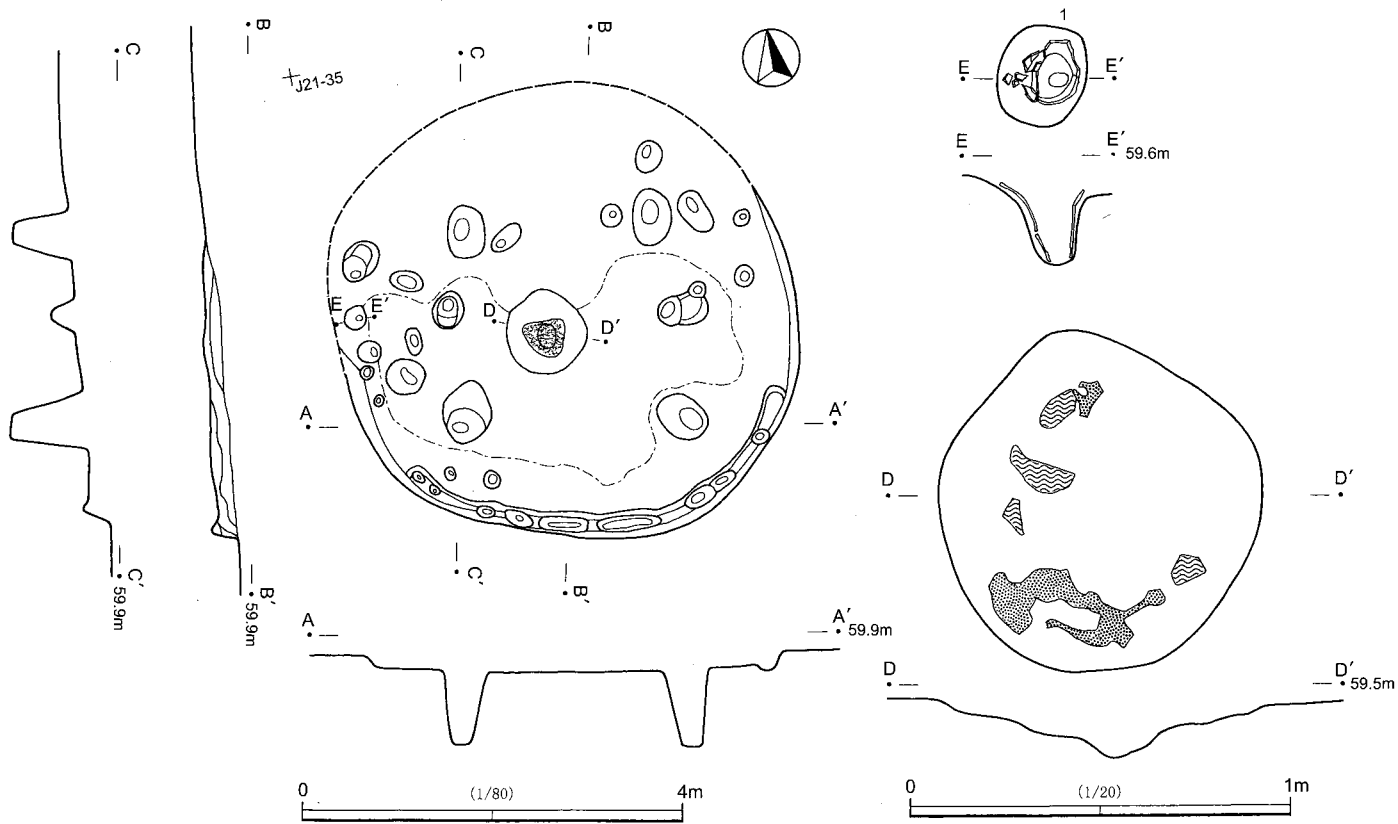 C
C′
59.9m
B
B′
59.9m
J21-35
C
B
E
E′
D
D′
A
A′
C′
B′
A
A′
59.9m
0
(1/80)
4m
1
E
E′
E
E′
59.6m
D
D′
D
D′
59.5m
0
(1/20)
1m